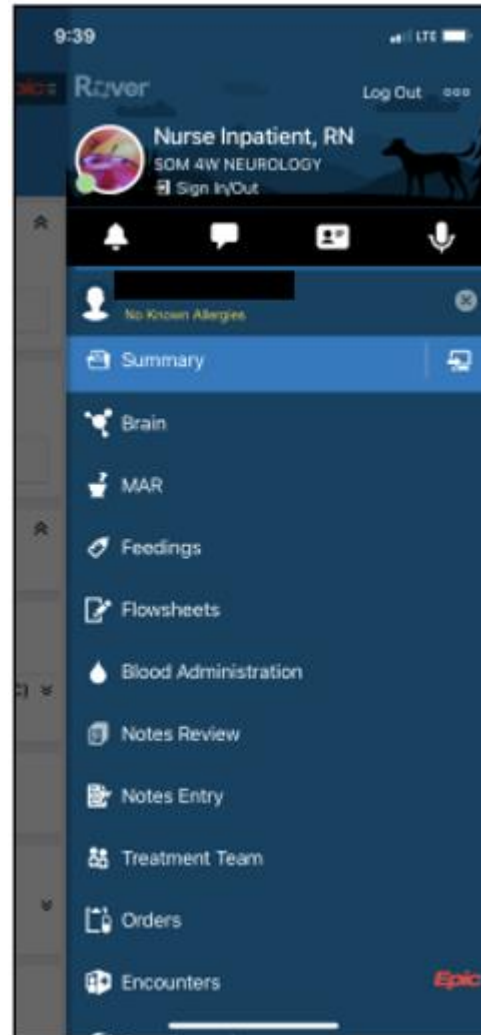 9:39
LTE
Epic
Rover
Log Out
Nurse Inpatient, RN
SOM 4W NEUROLOGY
Sign In/Out
No Known Allergies
Summary
Brain
MAR
Feedings
Flowsheets
Blood Administration
Notes Review
Notes Entry
Treatment Team
Orders
Encounters
Epic